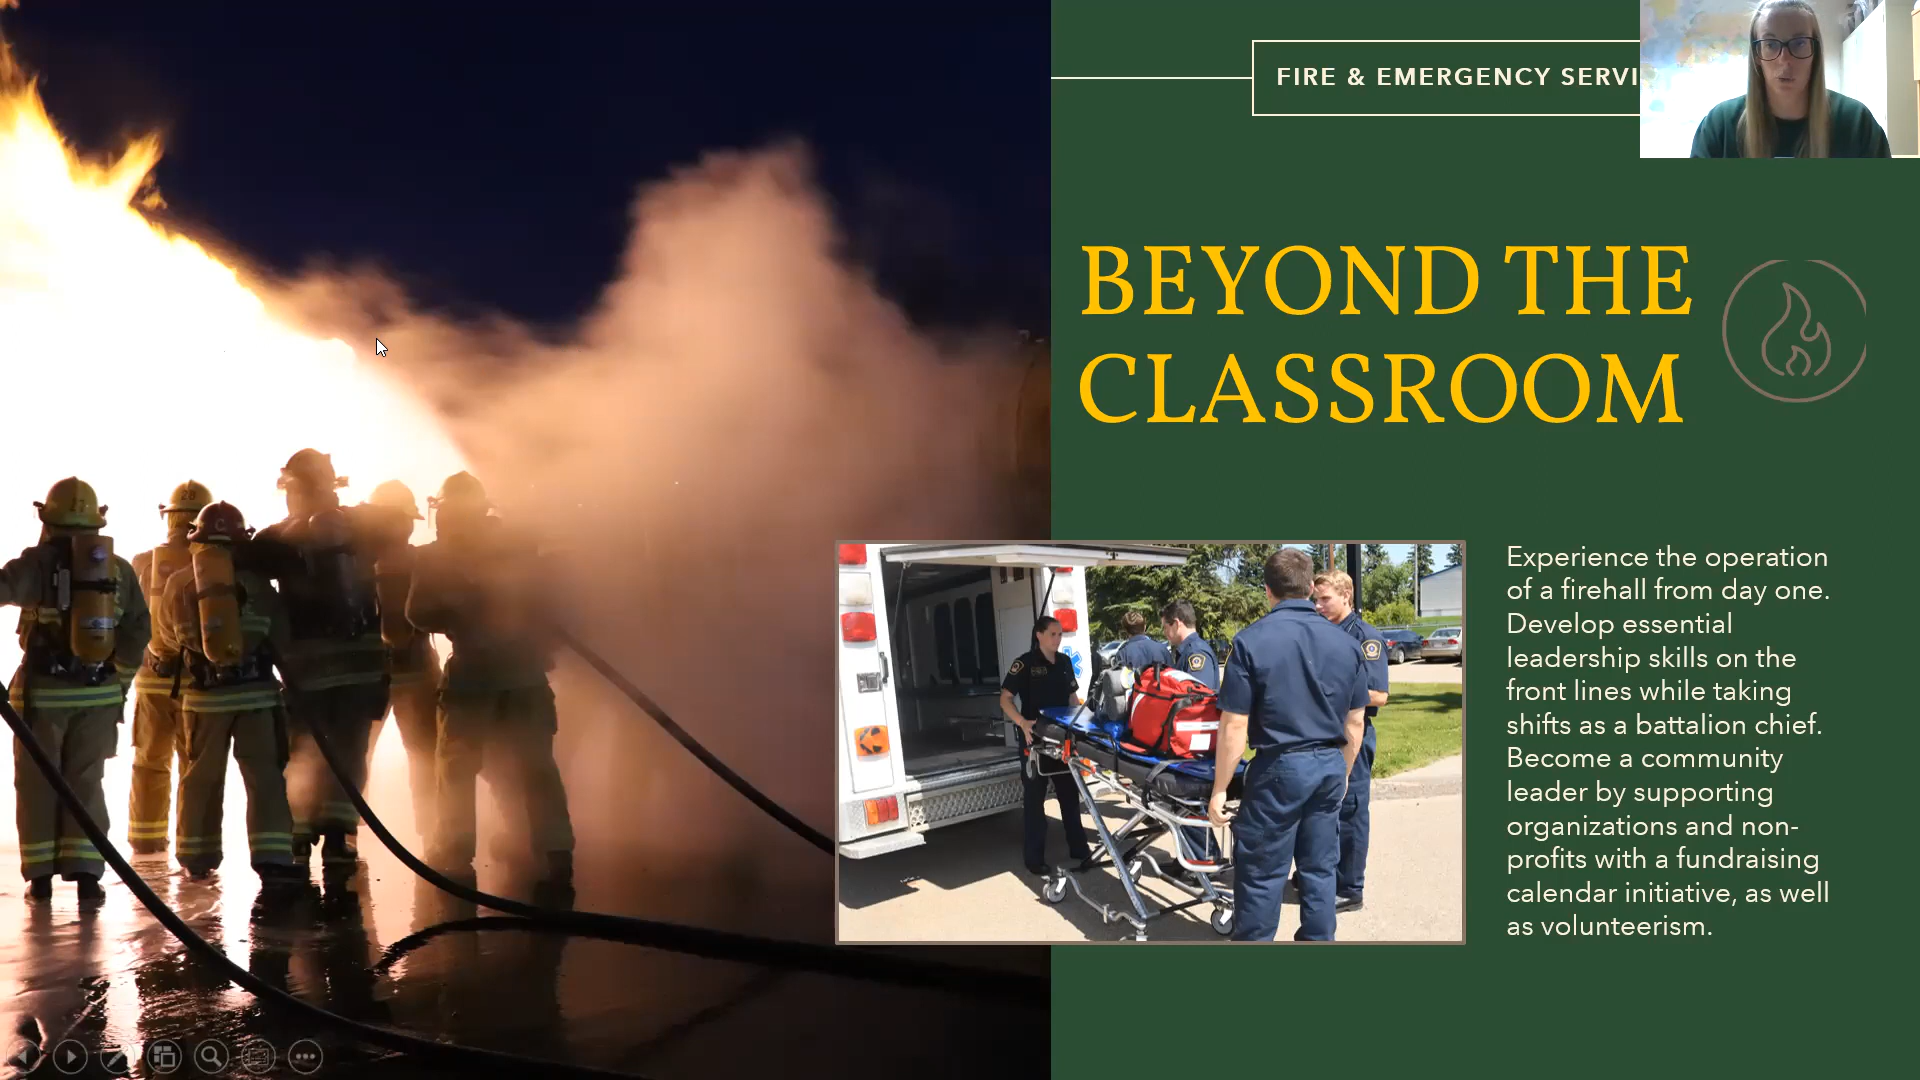 FIRE & EMERGENCY SERVI
BEYOND THE
CLASSROOM
Experience the operation
of a firehall from day one.
Develop essential
leadership skills on the
front lines while taking
shifts as a battalion chief.
Become a community
leader by supporting
organizations and non-
profits with a fundraising
calendar initiative, as well
as volunteerism.
27
28
C